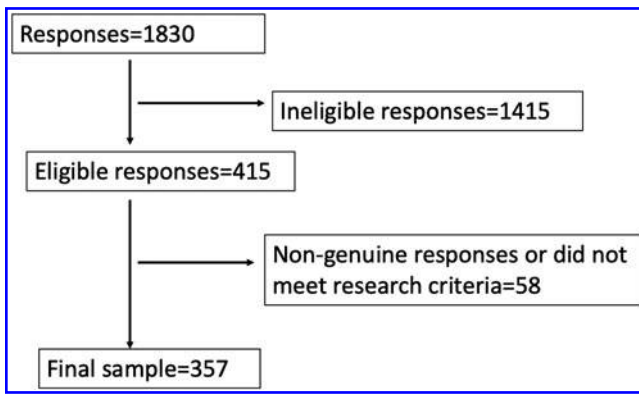 Responses=1830
Ineligible responses=1415
Eligible responses=415
Non-genuine responses or did not
meet research criteria=58
Final sample=357